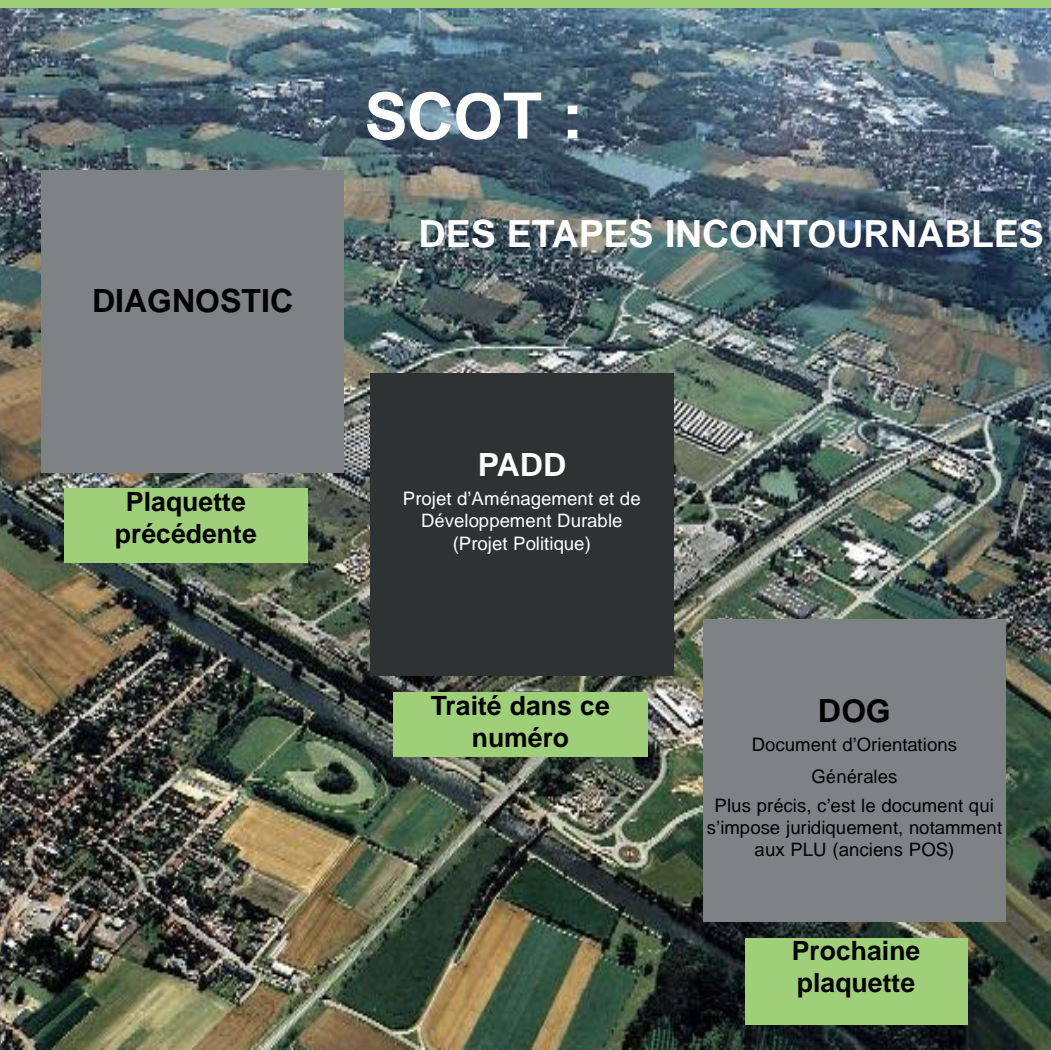 SCOT :
DES ETAPES INCONTOURNABLES
DIAGNOSTIC
Plaquette
précédente
PADD
Projet d’Aménagement et de
Développement Durable
(Projet Politique)
Traité dans ce
numéro
DOG
Document d’Orientations
Générales
Plus précis, c’est le document qui
s’impose juridiquement, notamment
aux PLU (anciens POS)
Prochaine
plaquette